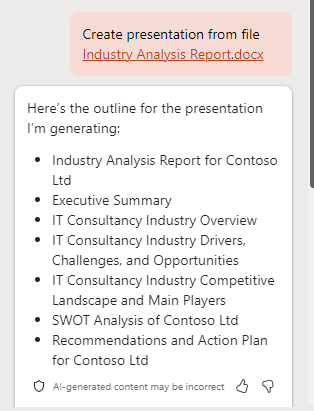 Create presentation from file
Industry Analysis Report.docx
Here's the outline for the presentation
I'm generating:
• Industry Analysis Report for Contoso
Ltd
• Executive Summary
• IT Consultancy Industry Overview
• IT Consultancy Industry Drivers,
Challenges, and Opportunities
• IT Consultancy Industry Competitive
Landscape and Main Players
• SWOT Analysis of Contoso Ltd
• Recommendations and Action Plan
for Contoso Ltd
AI-generated content may be incorrect